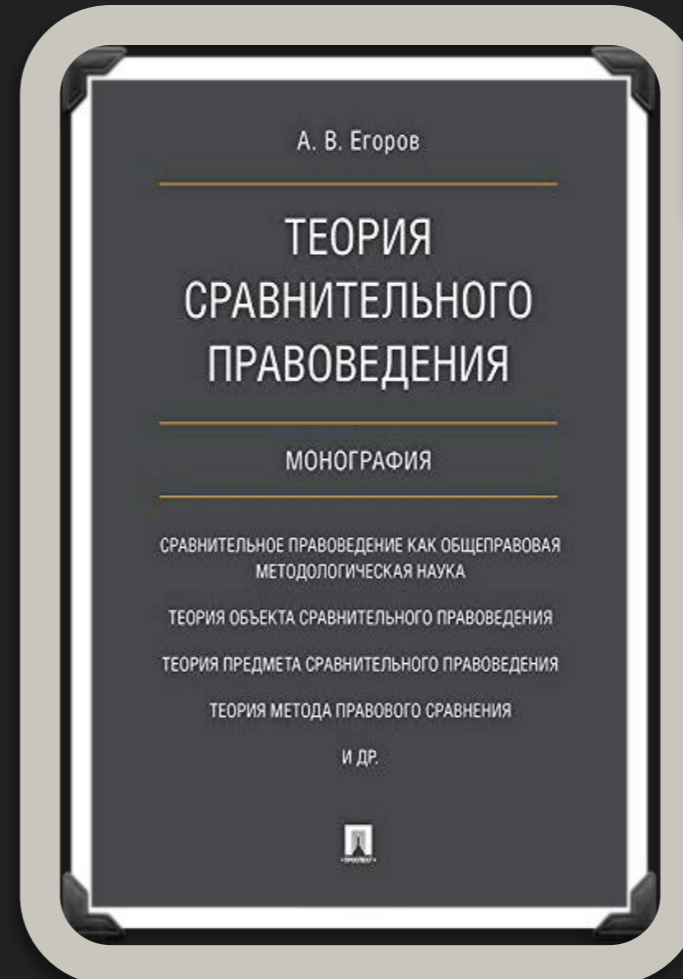 А. В. Егоров
ТЕОРИЯ
СРАВНИТЕЛЬНОГО
ПРАВОВЕДЕНИЯ
МОНОГРАФИЯ
СРАВНИТЕЛЬНОЕ ПРАВОВЕДЕНИЕ КАК ОБЩЕПРАВОВАЯ
МЕТОДОЛОГИЧЕСКАЯ НАУКА
ТЕОРИЯ ОБЪЕКТА СРАВНИТЕЛЬНОГО ПРАВОВЕДЕНИЯ
ТЕОРИЯ ПРЕДМЕТА СРАВНИТЕЛЬНОГО ПРАВОВЕДЕНИЯ
ТЕОРИЯ МЕТОДА ПРАВОВОГО СРАВНЕНИЯ
И ДР.
•ПРОСПЕКТ•